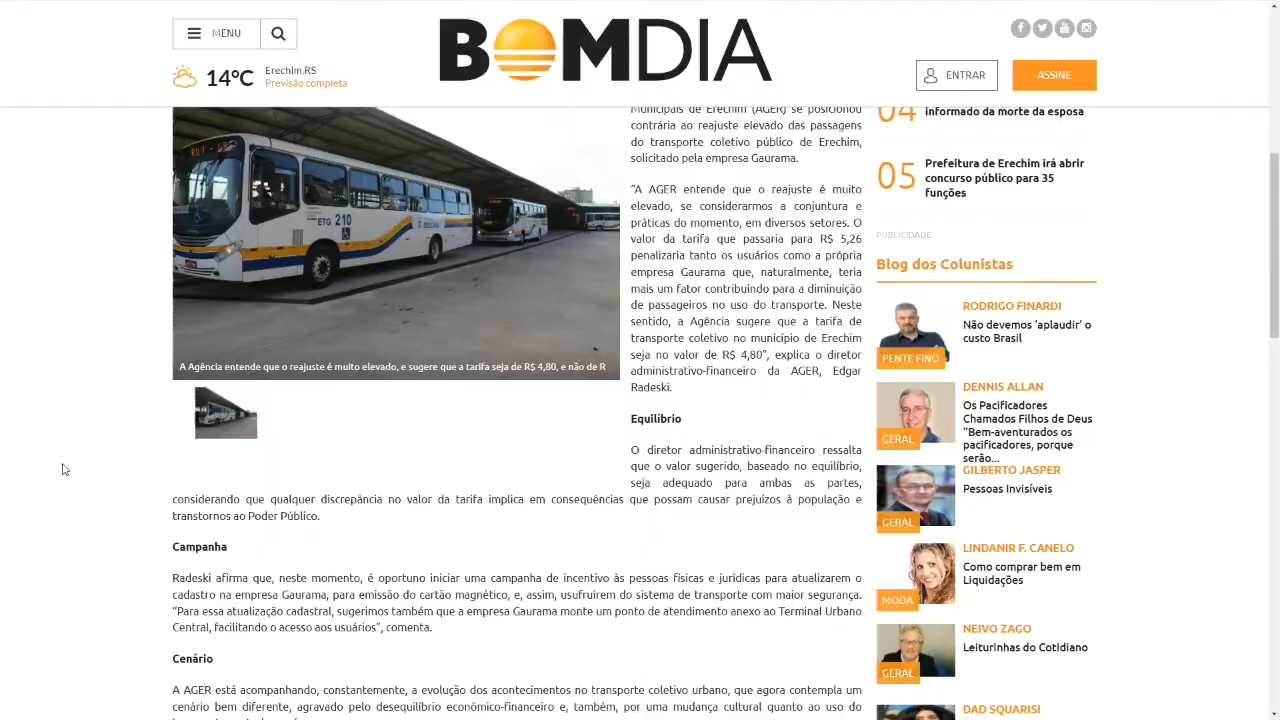 MENU
BOMDIA
14ºC
Erechim,RS
Previsão completa
ENTRAR
ASSINE
ROT - DS
ETG 210
A Agência entende que o reajuste é muito elevado, e sugere que a tarifa seja de R$ 4,80, e não de R
Municipais de Erechim (AGER) se posicionou
contrária ao reajuste elevado das passagens
do transporte coletivo público de Erechim,
solicitado pela empresa Gaurama.
“A AGER entende que o reajuste é muito
elevado, se considerarmos a conjuntura e
práticas do momento, em diversos setores. O
valor da tarifa que passaria para R$ 5,26
penalizaria tanto os usuários como a própria
empresa Gaurama que, naturalmente, teria
mais um fator contribuindo para a diminuição
de passageiros no uso do transporte. Neste
sentido, a Agência sugere que a tarifa de
transporte coletivo no município de Erechim
seja no valor de R$ 4,80”, explica o diretor
administrativo-financeiro da AGER, Edgar
Radeski.
Equilíbrio
O diretor administrativo-financeiro ressalta
que o valor sugerido, baseado no equilíbrio,
seja adequado para ambas as partes,
considerando que qualquer discrepância no valor da tarifa implica em consequências que possam causar prejuízos à população e
transtornos ao Poder Público.
Campanha
Radeski afirma que, neste momento, é oportuno iniciar uma campanha de incentivo às pessoas físicas e jurídicas para atualizarem o
cadastro na empresa Gaurama, para emissão do cartão magnético, e, assim, usufruírem do sistema de transporte com maior segurança.
“Para a atualização cadastral, sugerimos também que a empresa Gaurama monte um ponto de atendimento anexo ao Terminal Urbano
Central, facilitando o acesso aos usuários”, comenta.
Cenário
A AGER está acompanhando, constantemente, a evolução dos acontecimentos no transporte coletivo urbano, que agora contempla um
cenário bem diferente, agravado pelo desequilíbrio econômico-financeiro e, também, por uma mudança cultural quanto ao uso do
04
informado da morte da esposa
05
Prefeitura de Erechim irá abrir
concurso público para 35
funções
PUBLICIDADE
Blog dos Colunistas
RODRIGO FINARDI
Não devemos ‘aplaudir’ o
custo Brasil
PENTE FINO
DENNIS ALLAN
Os Pacificadores
Chamados Filhos de Deus
“Bem-aventurados os
pacificadores, porque
serão...
GERAL
GILBERTO JASPER
Pessoas Invisíveis
GERAL
LINDANIR F. CANELO
Como comprar bem em
Liquidações
MODA
NEIVO ZAGO
Leiturinhas do Cotidiano
GERAL
DAD SQUARISI